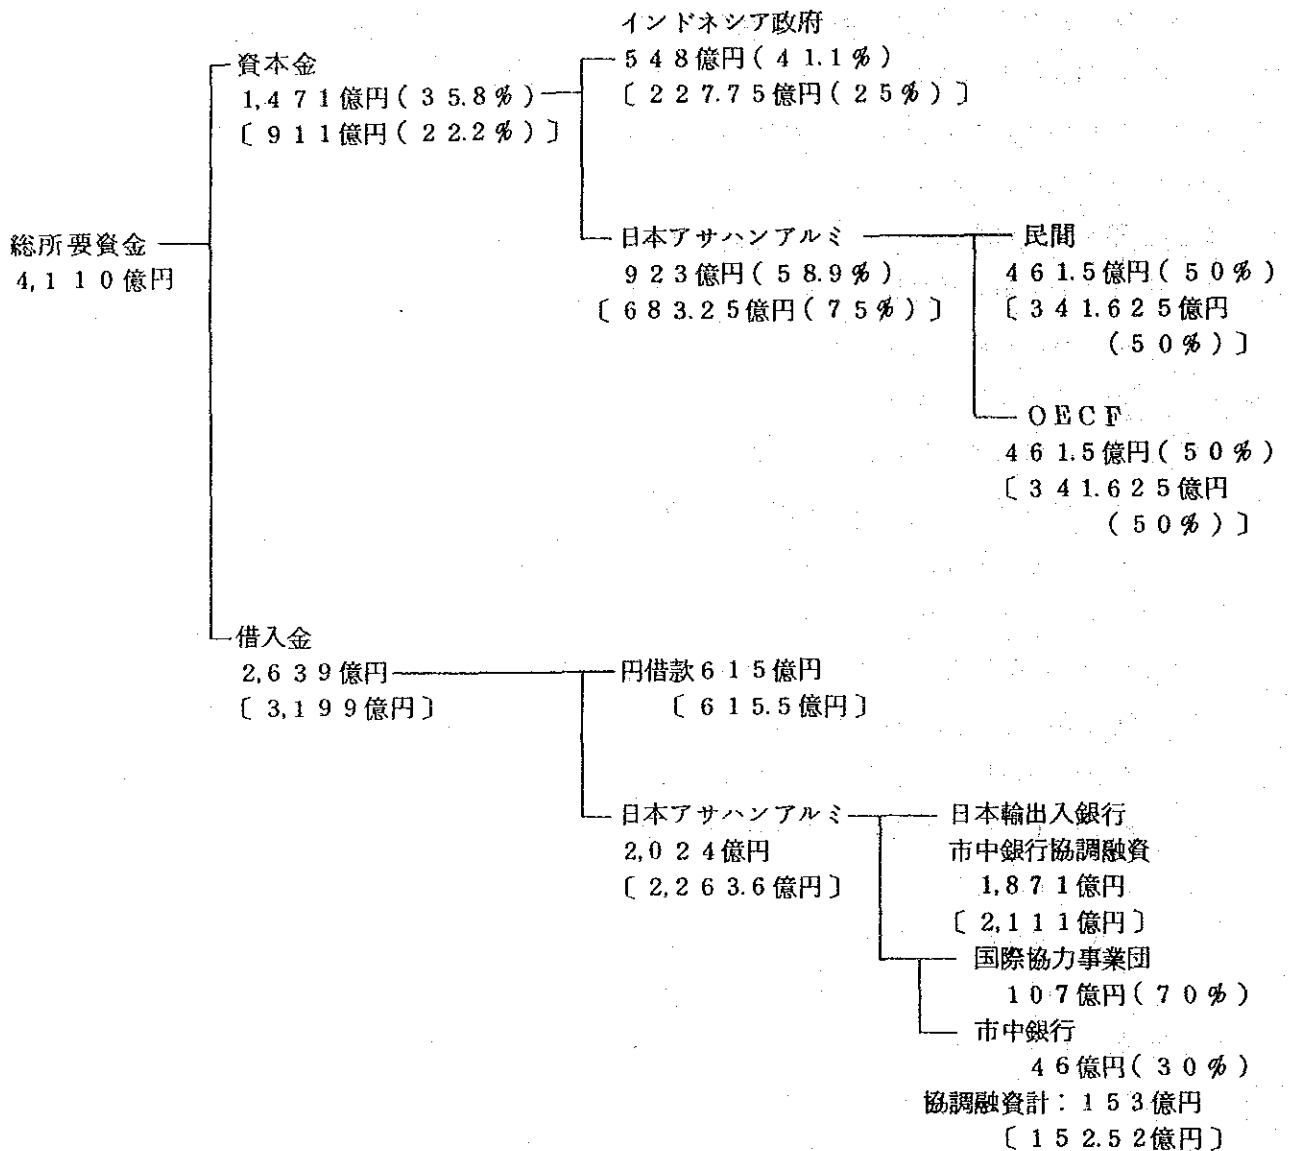 総所要資金
4,110億円
資本金
1,471億円(35.8%)
〔911億円(22.2%)〕
インドネシア政府
548億円(41.1%)
〔227.75億円(25%)〕
日本アサハンアルミ
923億円(58.9%)
〔683.25億円(75%)〕
民間
461.5億円(50%)
〔341.625億円
(50%)〕
OECF
461.5億円(50%)
〔341.625億円
(50%)〕
借入金
2,639億円
〔3,199億円〕
円借款615億円
〔615.5億円〕
日本アサハンアルミ
2,024億円
〔2,263.6億円〕
日本輸出入銀行
市中銀行協調融資
1,871億円
〔2,111億円〕
国際協力事業団
107億円(70%)
市中銀行
46億円(30%)
協調融資計:153億円
〔152.52億円〕